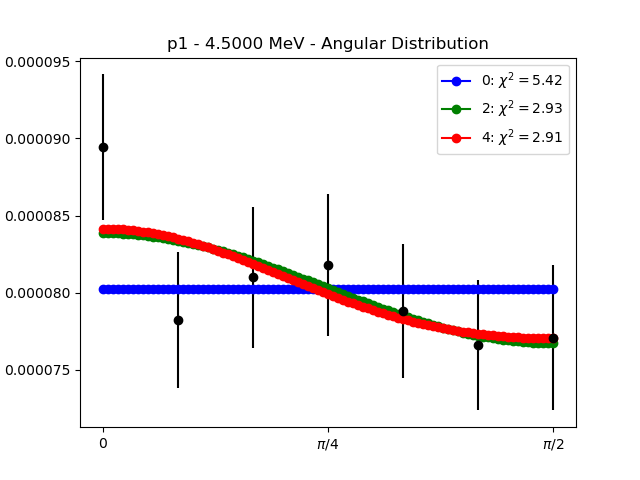 p1 - 4.5000 MeV - Angular Distribution
0.000095
0: χ² = 5.42
2: χ² = 2.93
4: χ² = 2.91
0.000090
0.000085
0.000080
0.000075
0
π/4
π/2